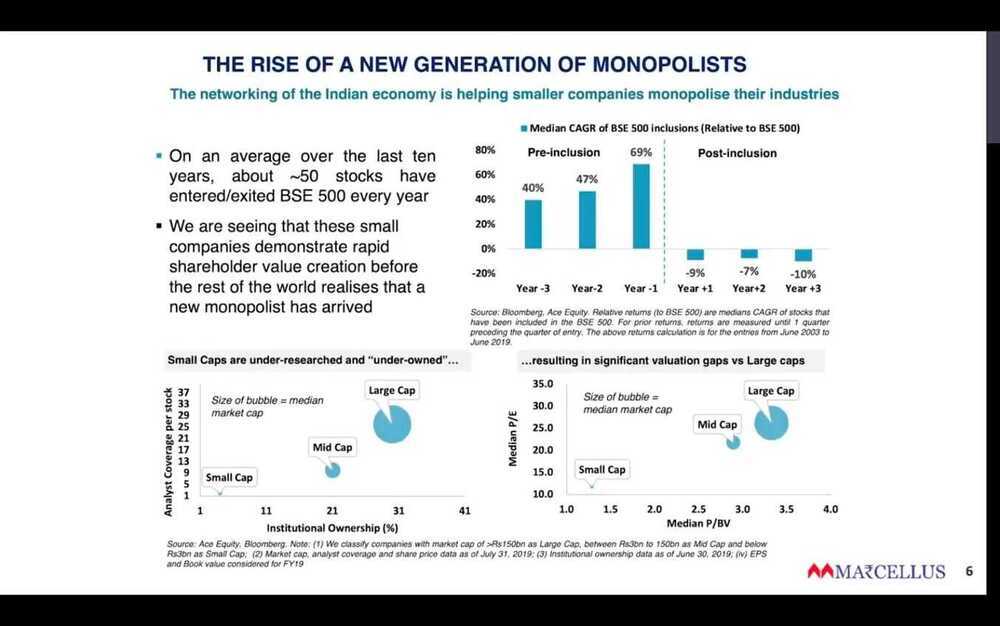 THE RISE OF A NEW GENERATION OF MONOPOLISTS
The networking of the Indian economy is helping smaller companies monopolise their industries
▪ On an average over the last ten
years, about ~50 stocks have
entered/exited BSE 500 every year
▪ We are seeing that these small
companies demonstrate rapid
shareholder value creation before
the rest of the world realises that a
new monopolist has arrived
Median CAGR of BSE 500 inclusions (Relative to BSE 500)
Pre-inclusion
Post-inclusion
80%
60%
40%
20%
0%
-20%
40%
47%
69%
-9%
-7%
-10%
Year -3 Year-2 Year -1 Year +1 Year+2 Year +3
Source: Bloomberg, Ace Equity. Relative returns (to BSE 500) are medians CAGR of stocks that
have been included in the BSE 500. For prior returns, returns are measured until 1 quarter
preceding the quarter of entry. The above returns calculation is for the entries from June 2003 to
June 2019.
Small Caps are under-researched and “under-owned”...
Analyst Coverage per stock
37
33
29
25
21
17
13
9
5
1
Size of bubble = median
market cap
Large Cap
Mid Cap
Small Cap
1 11 21 31 41
Institutional Ownership (%)
...resulting in significant valuation gaps vs Large caps
Median P/E
35.0
30.0
25.0
20.0
15.0
10.0
Size of bubble =
median market cap
Large Cap
Mid Cap
Small Cap
1.0 1.5 2.0 2.5 3.0 3.5 4.0
Median P/BV
Source: Ace Equity, Bloomberg. Note: (1) We classify companies with market cap of >Rs150bn as Large Cap, between Rs3bn to 150bn as Mid Cap and below
Rs3bn as Small Cap; (2) Market cap, analyst coverage and share price data as of July 31, 2019; (3) Institutional ownership data as of June 30, 2019; (iv) EPS
and Book value considered for FY19
MARCELLUS 6